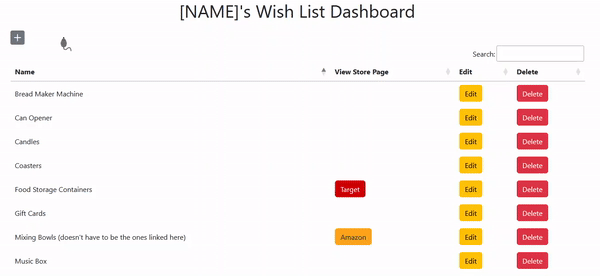 [NAME]'s Wish List Dashboard
+
Search:
Name View Store Page Edit Delete
Bread Maker Machine Edit Delete
Can Opener Edit Delete
Candles Edit Delete
Coasters Edit Delete
Food Storage Containers Target Edit Delete
Gift Cards Edit Delete
Mixing Bowls (doesn't have to be the ones linked here) Amazon Edit Delete
Music Box Edit Delete